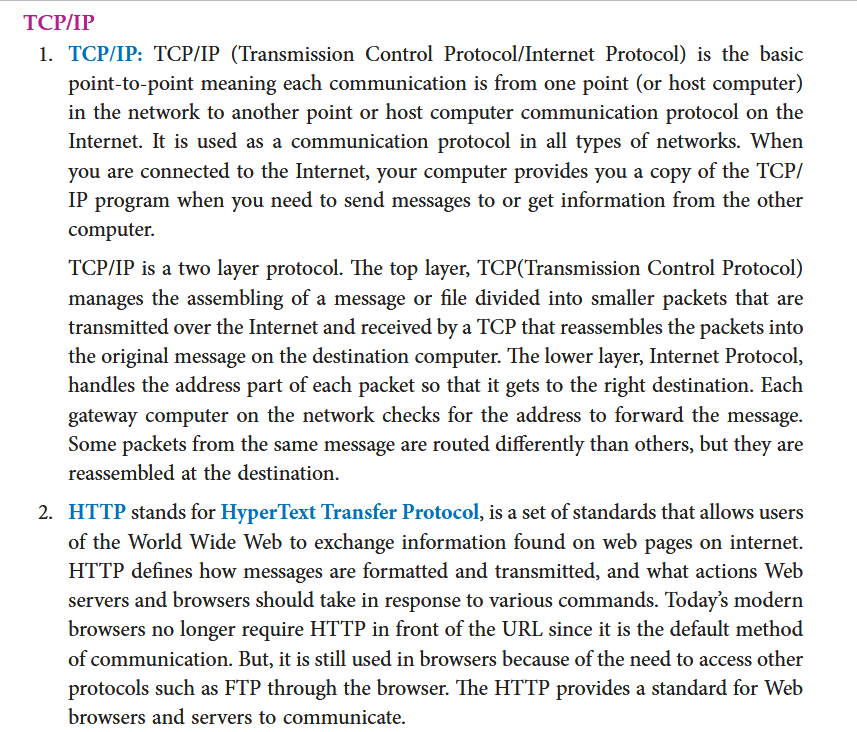 TCP/IP
1. TCP/IP: TCP/IP (Transmission Control Protocol/Internet Protocol) is the basic
point-to-point meaning each communication is from one point (or host computer)
in the network to another point or host computer communication protocol on the
Internet. It is used as a communication protocol in all types of networks. When
you are connected to the Internet, your computer provides you a copy of the TCP/
IP program when you need to send messages to or get information from the other
computer.
TCP/IP is a two layer protocol. The top layer, TCP(Transmission Control Protocol)
manages the assembling of a message or file divided into smaller packets that are
transmitted over the Internet and received by a TCP that reassembles the packets into
the original message on the destination computer. The lower layer, Internet Protocol,
handles the address part of each packet so that it gets to the right destination. Each
gateway computer on the network checks for the address to forward the message.
Some packets from the same message are routed differently than others, but they are
reassembled at the destination.
2. HTTP stands for HyperText Transfer Protocol, is a set of standards that allows users
of the World Wide Web to exchange information found on web pages on internet.
HTTP defines how messages are formatted and transmitted, and what actions Web
servers and browsers should take in response to various commands. Today's modern
browsers no longer require HTTP in front of the URL since it is the default method
of communication. But, it is still used in browsers because of the need to access other
protocols such as FTP through the browser. The HTTP provides a standard for Web
browsers and servers to communicate.